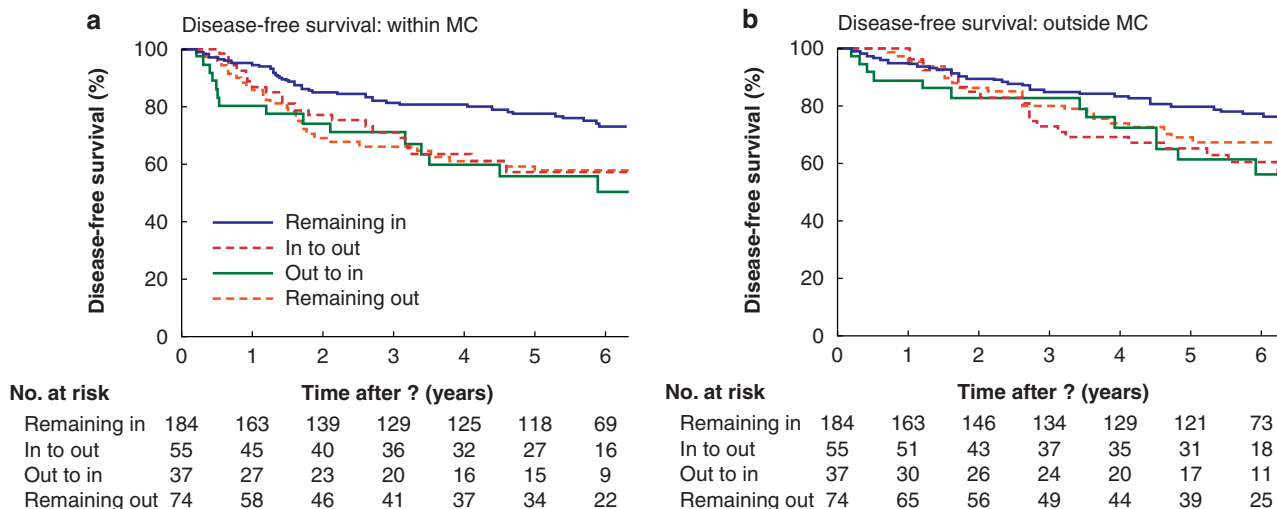 a
Disease-free survival: within MC
Disease-free survival (%)
100
80
60
40
20
0
0 1 2 3 4 5 6
Remaining in
In to out
Out to in
Remaining out
No. at risk Time after ? (years)
Remaining in 184 163 139 129 125 118 69
In to out 55 45 40 36 32 27 16
Out to in 37 27 23 20 16 15 9
Remaining out 74 58 46 41 37 34 22
b
Disease-free survival: outside MC
Disease-free survival (%)
100
80
60
40
20
0
0 1 2 3 4 5 6
No. at risk Time after ? (years)
Remaining in 184 163 146 134 129 121 73
In to out 55 51 43 37 35 31 18
Out to in 37 30 26 24 20 17 11
Remaining out 74 65 56 49 44 39 25